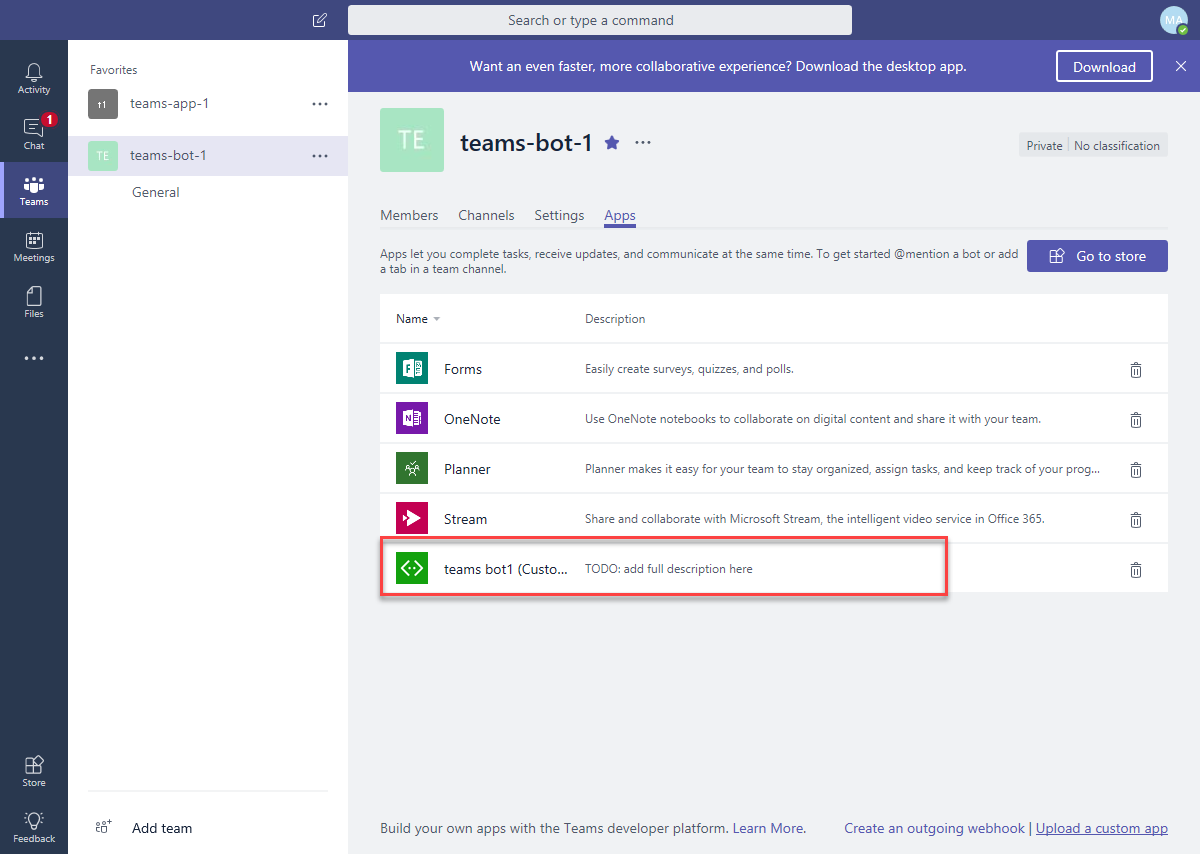 Search or type a command
MA
Activity
1
Chat
Teams
Meetings
Files
Store
Feedback
Favorites
t1
teams-app-1
TE
teams-bot-1
General
Add team
Want an even faster, more collaborative experience? Download the desktop app.
Download
TE
teams-bot-1
Private
No classification
Members
Channels
Settings
Apps
Apps let you complete tasks, receive updates, and communicate at the same time. To get started @mention a bot or add
a tab in a team channel.
Go to store
Name
Description
Forms
Easily create surveys, quizzes, and polls.
OneNote
Use OneNote notebooks to collaborate on digital content and share it with your team.
Planner
Planner makes it easy for your team to stay organized, assign tasks, and keep track of your prog...
Stream
Share and collaborate with Microsoft Stream, the intelligent video service in Office 365.
teams bot1 (Custo...
TODO: add full description here
Build your own apps with the Teams developer platform. Learn More.
Create an outgoing webhook | Upload a custom app